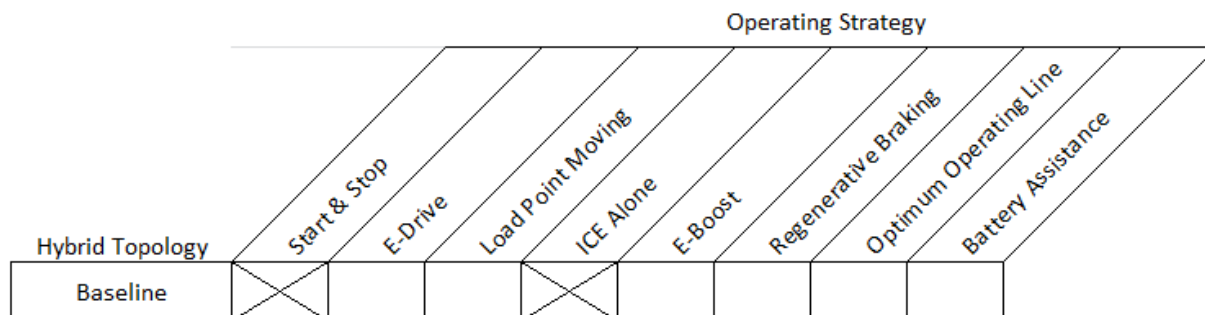 Operating Strategy
Start & Stop
E-Drive
Load Point Moving
ICE Alone
E-Boost
Regenerative Braking
Optimum Operating Line
Battery Assistance
Hybrid Topology
Baseline